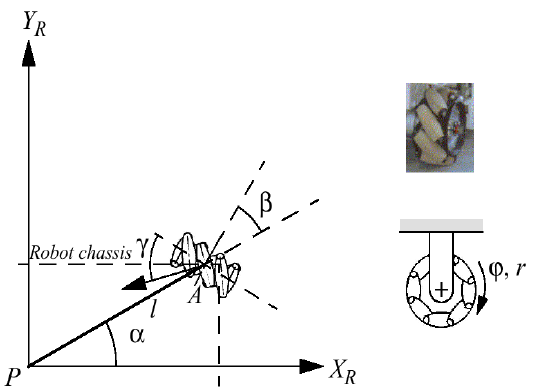 Y_R
β
Robot chassis
γ
φ, r
A
l
α
P
X_R